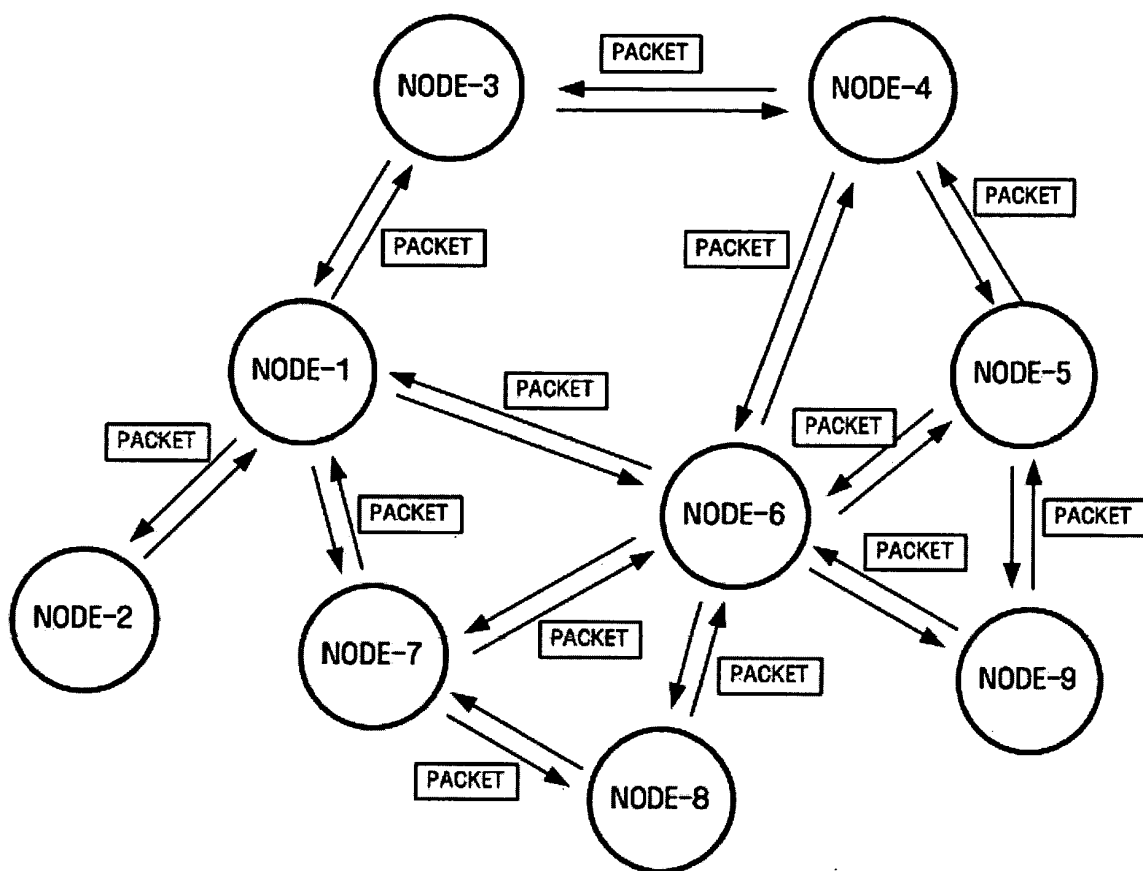 PACKET
NODE-3
NODE-4
PACKET
PACKET
PACKET
NODE-1
NODE-5
PACKET
PACKET
PACKET
NODE-6
PACKET
PACKET
PACKET
NODE-2
PACKET
NODE-7
PACKET
NODE-9
PACKET
NODE-8